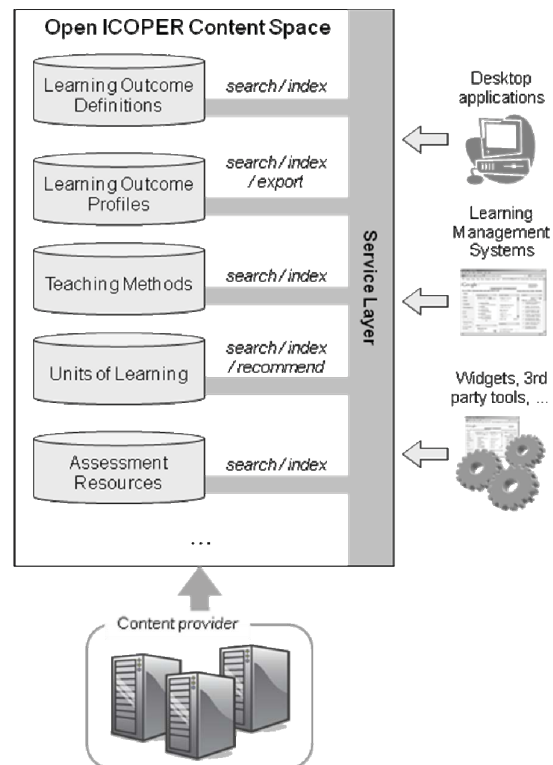 Open ICOPER Content Space
Learning Outcome
Definitions
search / index
Learning Outcome
Profiles
search / index
/ export
Teaching Methods
search / index
Units of Learning
search / index
/ recommend
Assessment
Resources
search / index
...
Service Layer
Desktop
applications
Learning
Management
Systems
Widgets, 3rd
party tools, ...
Content provider